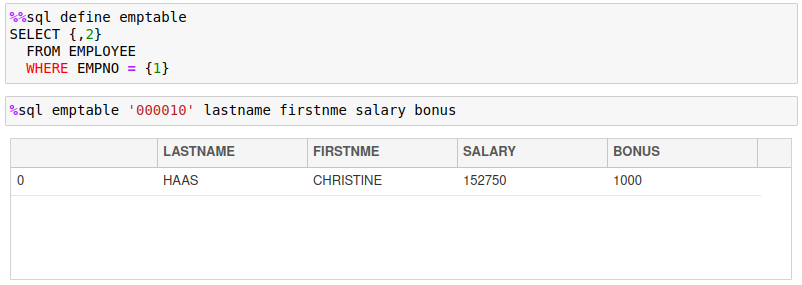 %%sql define emptable
SELECT {,2}
  FROM EMPLOYEE
  WHERE EMPNO = {1}
%sql emptable '000010' lastname firstnme salary bonus
LASTNAME FIRSTNME SALARY BONUS
0 HAAS CHRISTINE 152750 1000